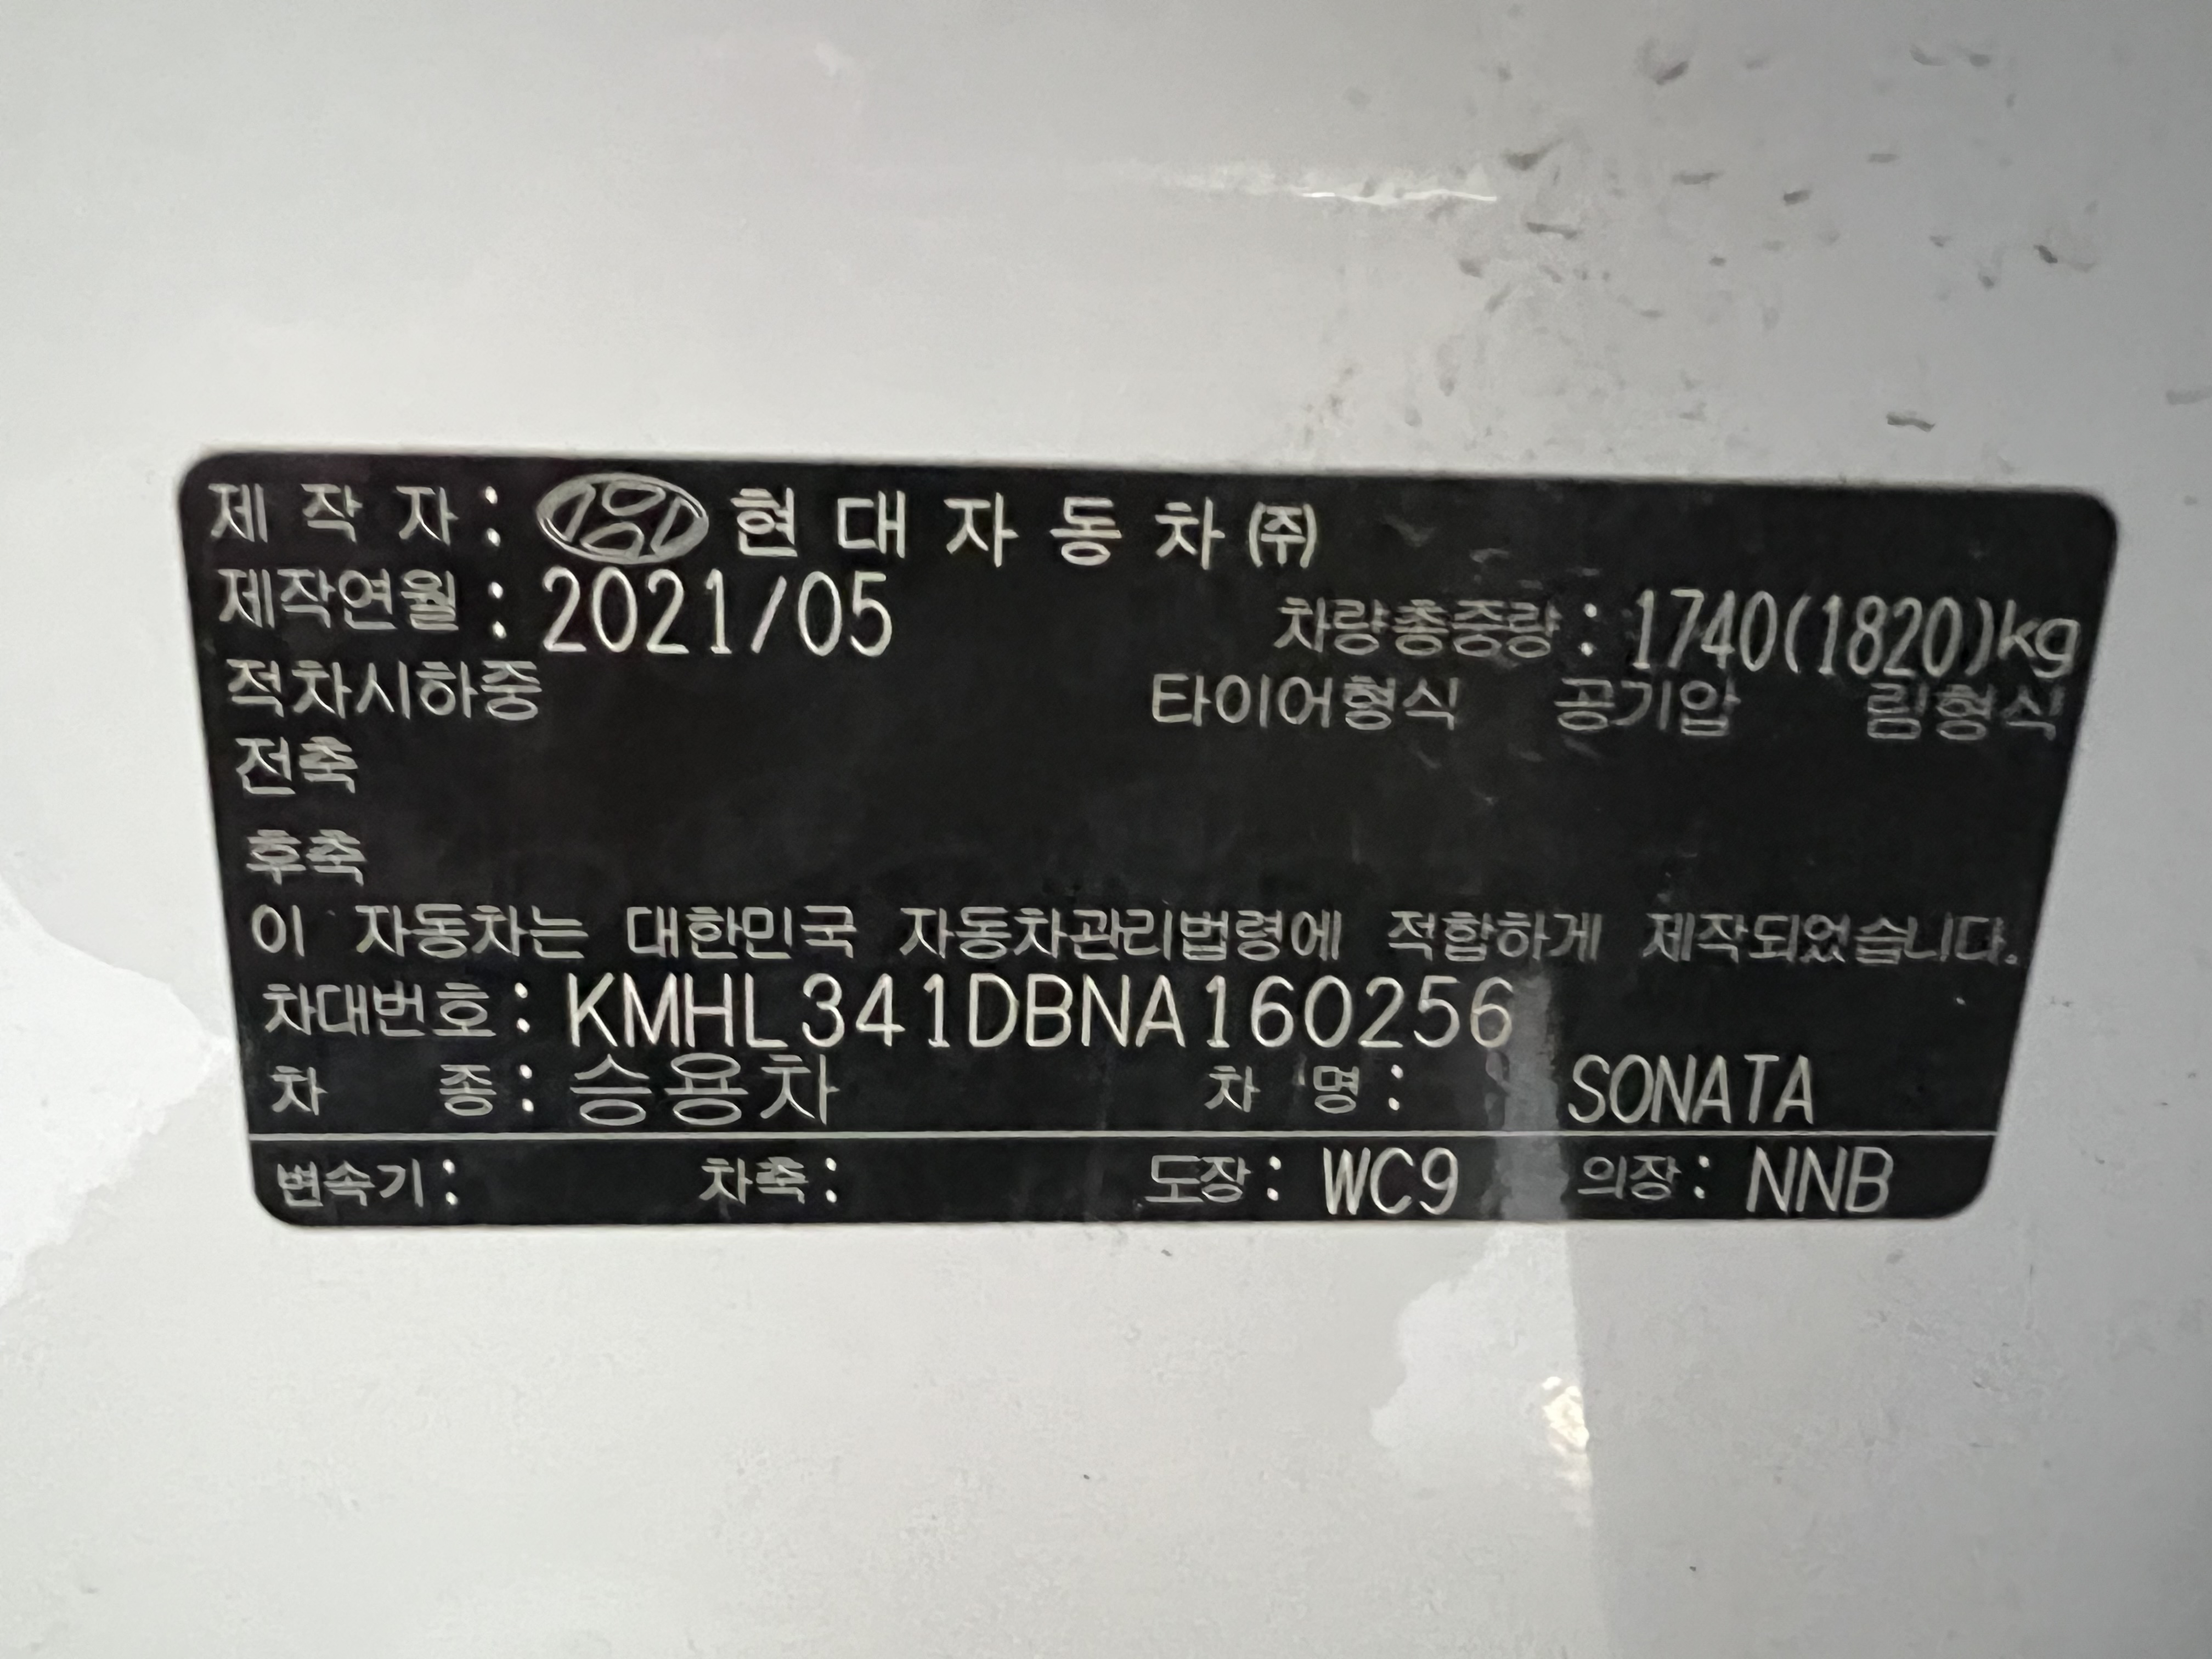 제 작 자 : 현 대 자 동 차 ㈜
제작연월 : 2021/05 차량총중량 : 1740(1820)kg
적차시하중 타이어형식 공기압 림형식
전축
후축
이 자동차는 대한민국 자동차관리법령에 적합하게 제작되었습니다.
차대번호 : KMHL341DBNA160256
차 종 : 승용차 차 명 : SONATA
변속기 : 차축 : 도장 : WC9 의장 : NNB